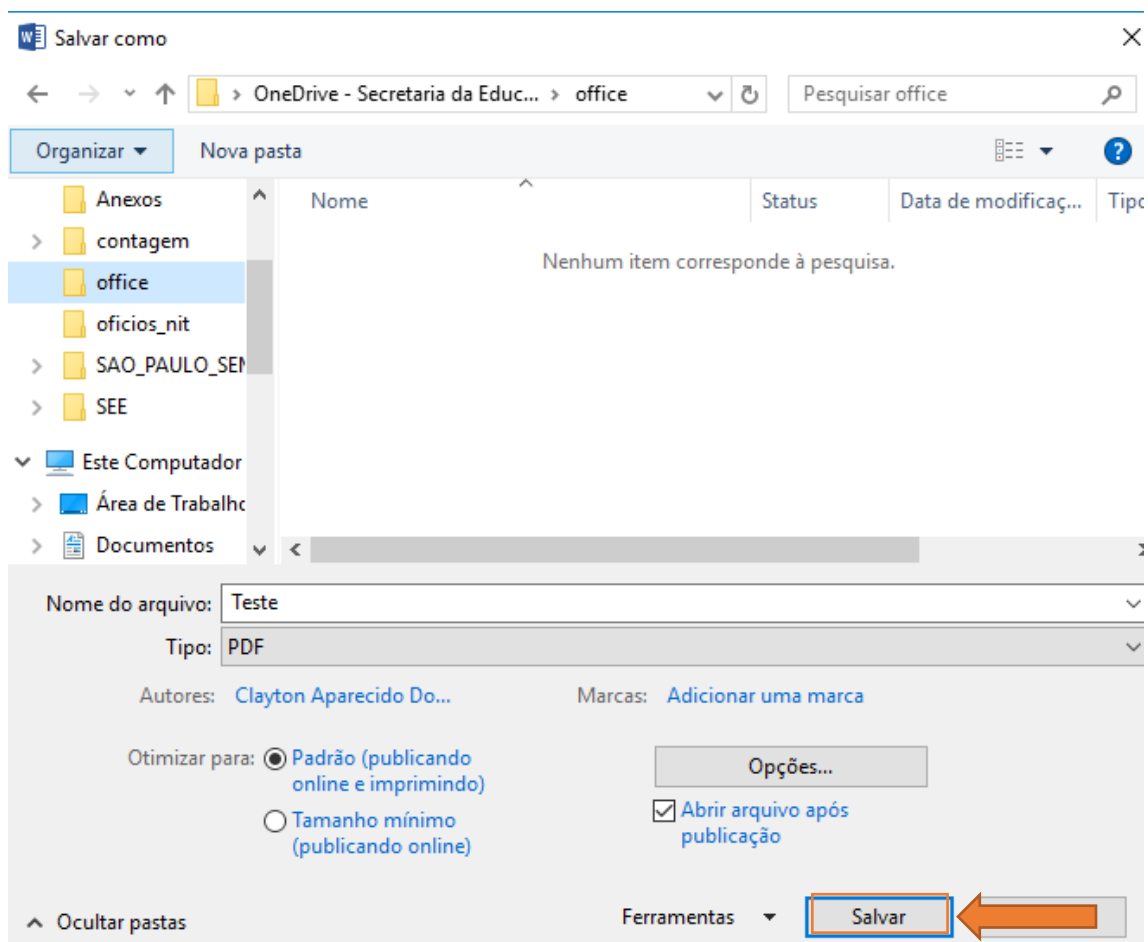 Salvar como
OneDrive - Secretaria da Educ... > office
Pesquisar office
Organizar
Nova pasta
?
Anexos
contagem
office
oficios_nit
SAO_PAULO_SEM
SEE
Este Computador
Área de Trabalho
Documentos
Nome
Status
Data de modificaç...
Tipo
Nenhum item corresponde à pesquisa.
Nome do arquivo: Teste
Tipo: PDF
Autores: Clayton Aparecido Do...
Marcas: Adicionar uma marca
Otimizar para:
Padrão (publicando
online e imprimindo)
Tamanho mínimo
(publicando online)
Opções...
Abrir arquivo após
publicação
Ocultar pastas
Ferramentas
Salvar